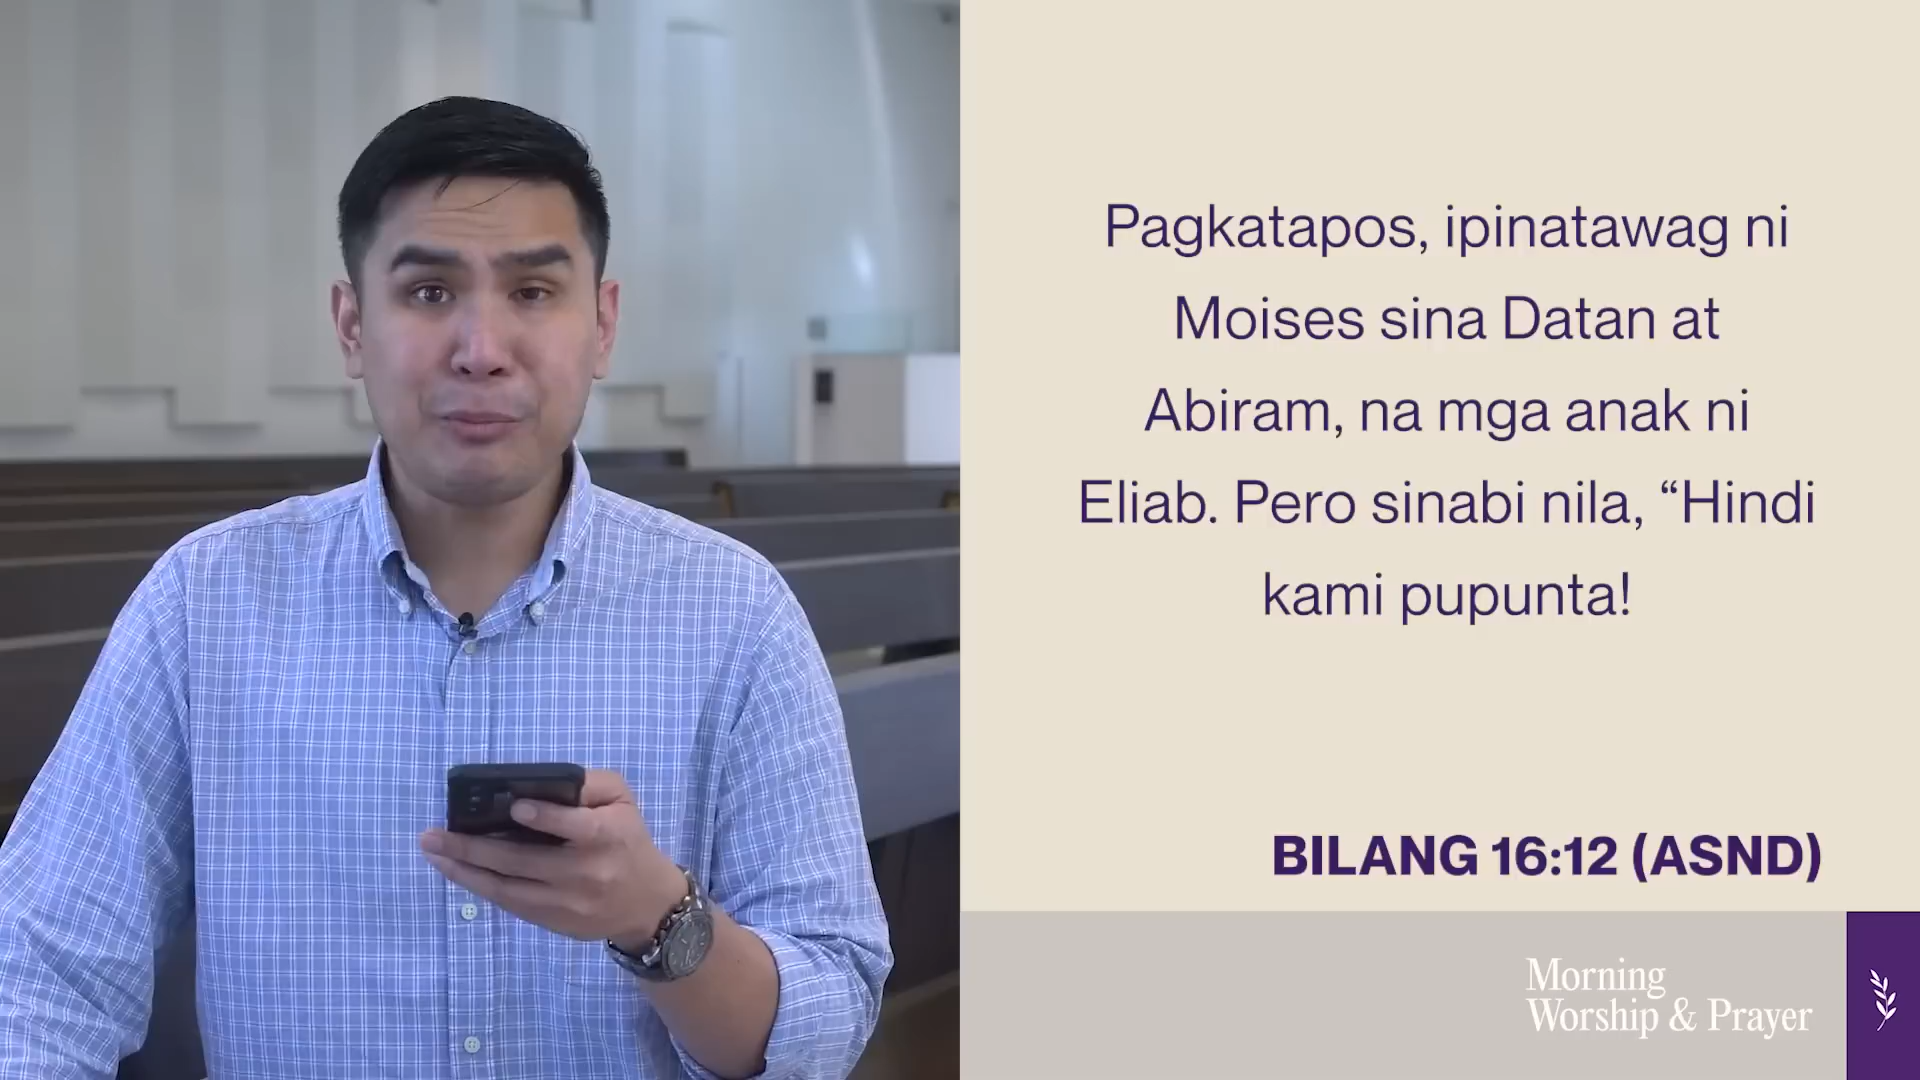 Pagkatapos, ipinatawag ni
Moises sina Datan at
Abiram, na mga anak ni
Eliab. Pero sinabi nila, “Hindi
kami pupunta!
BILANG 16:12 (ASND)
Morning
Worship & Prayer